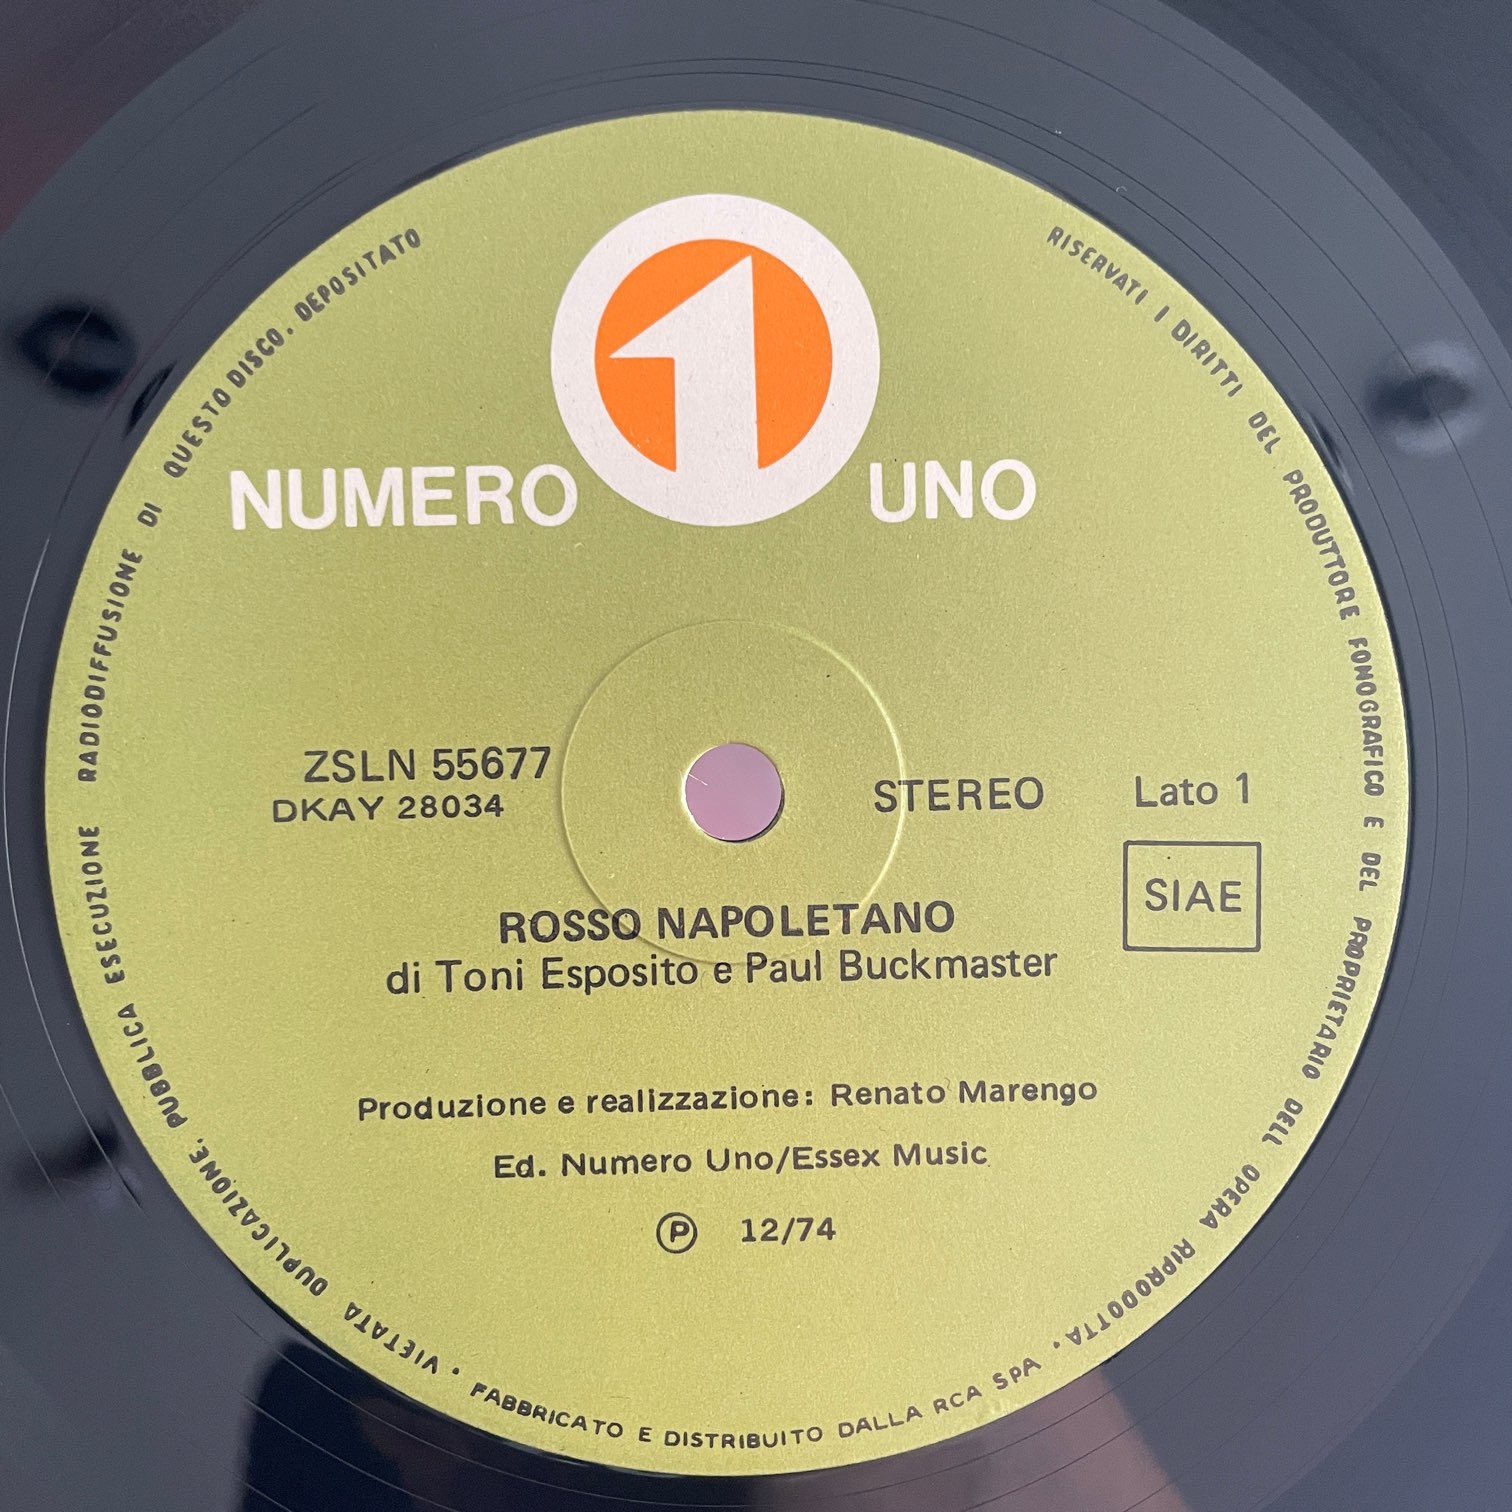 RISERVATI I DIRITTI DEL PRODUTTORE FONOGRAFICO E DEL PROPRIETARIO DELL OPERA RIPRODOTTA. FABBRICATO E DISTRIBUITO DALLA RCA SPA . VIETATA DUPLICAZIONE, PUBBLICA ESECUZIONE RADIODIFFUSIONE DI QUESTO DISCO. DEPOSITATO
1
NUMERO UNO
ZSLN 55677
DKAY 28034
STEREO
Lato 1
SIAE
ROSSO NAPOLETANO
di Toni Esposito e Paul Buckmaster
Produzione e realizzazione: Renato Marengo
Ed. Numero Uno/Essex Music
Ⓟ 12/74